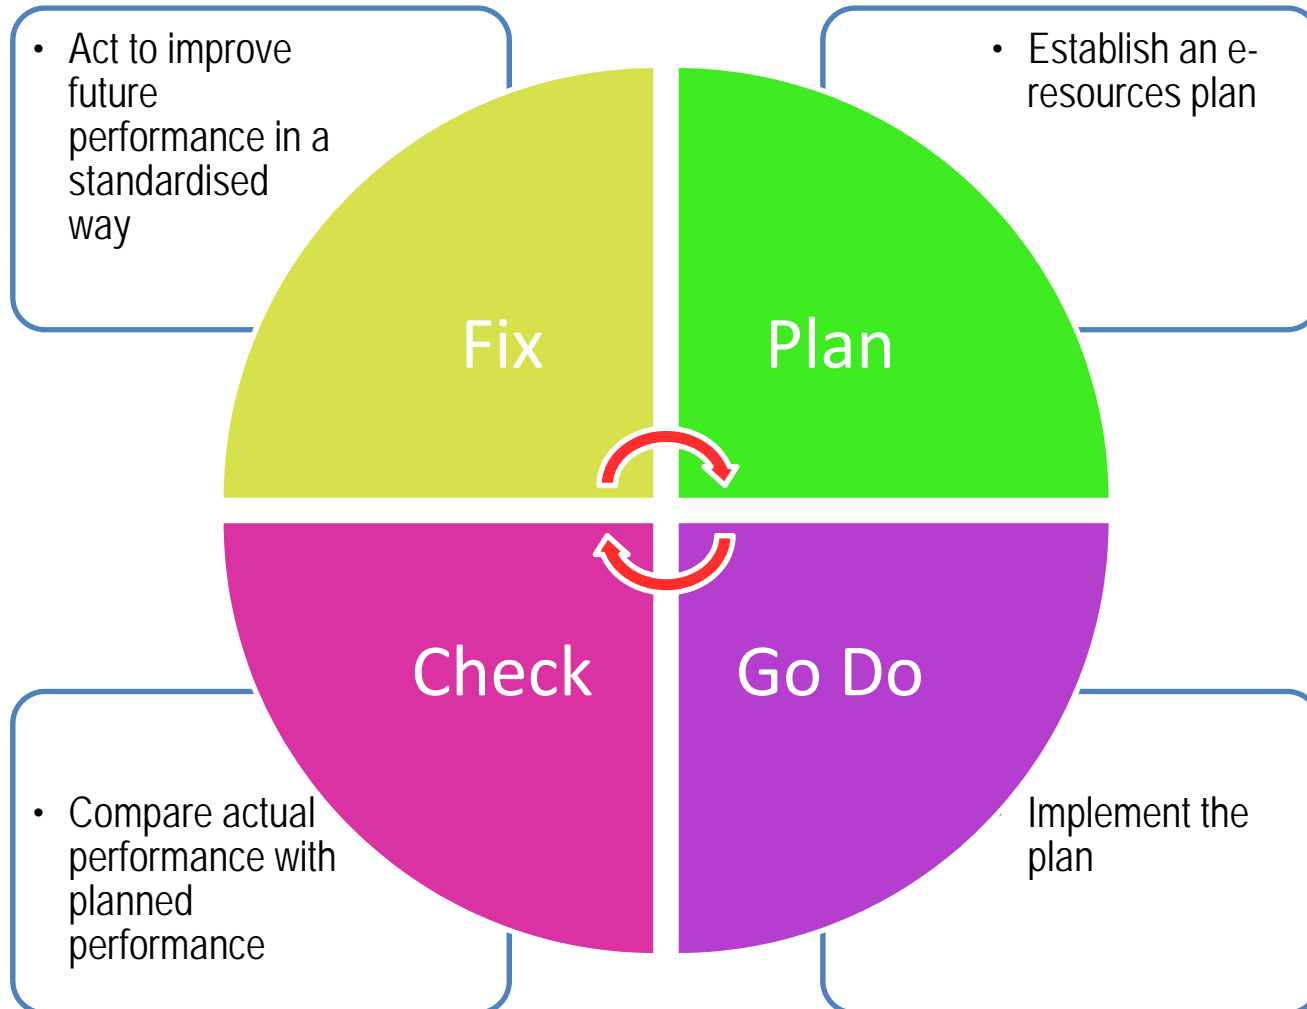 • Act to improve
future
performance in a
standardised
way
• Establish an e-
resources plan
Fix
Plan
Check
Go Do
• Compare actual
performance with
planned
performance
Implement the
plan